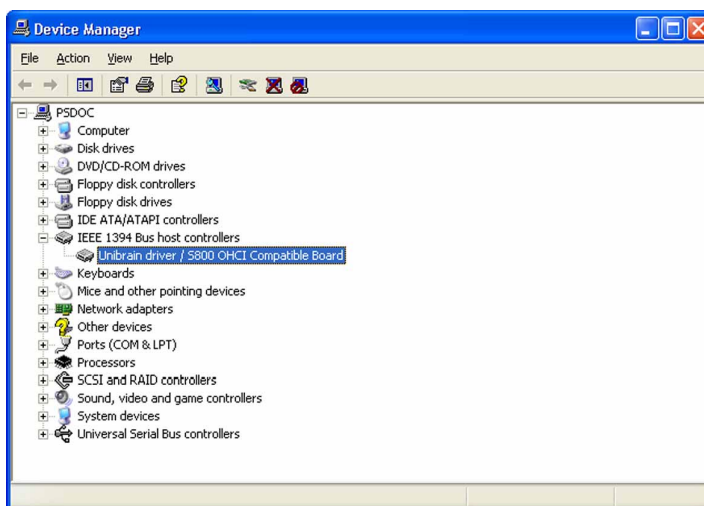 Device Manager
File Action View Help
PSDOC
Computer
Disk drives
DVD/CD-ROM drives
Floppy disk controllers
Floppy disk drives
IDE ATA/ATAPI controllers
IEEE 1394 Bus host controllers
Unibrain driver / S800 OHCI Compatible Board
Keyboards
Mice and other pointing devices
Network adapters
Other devices
Ports (COM & LPT)
Processors
SCSI and RAID controllers
Sound, video and game controllers
System devices
Universal Serial Bus controllers